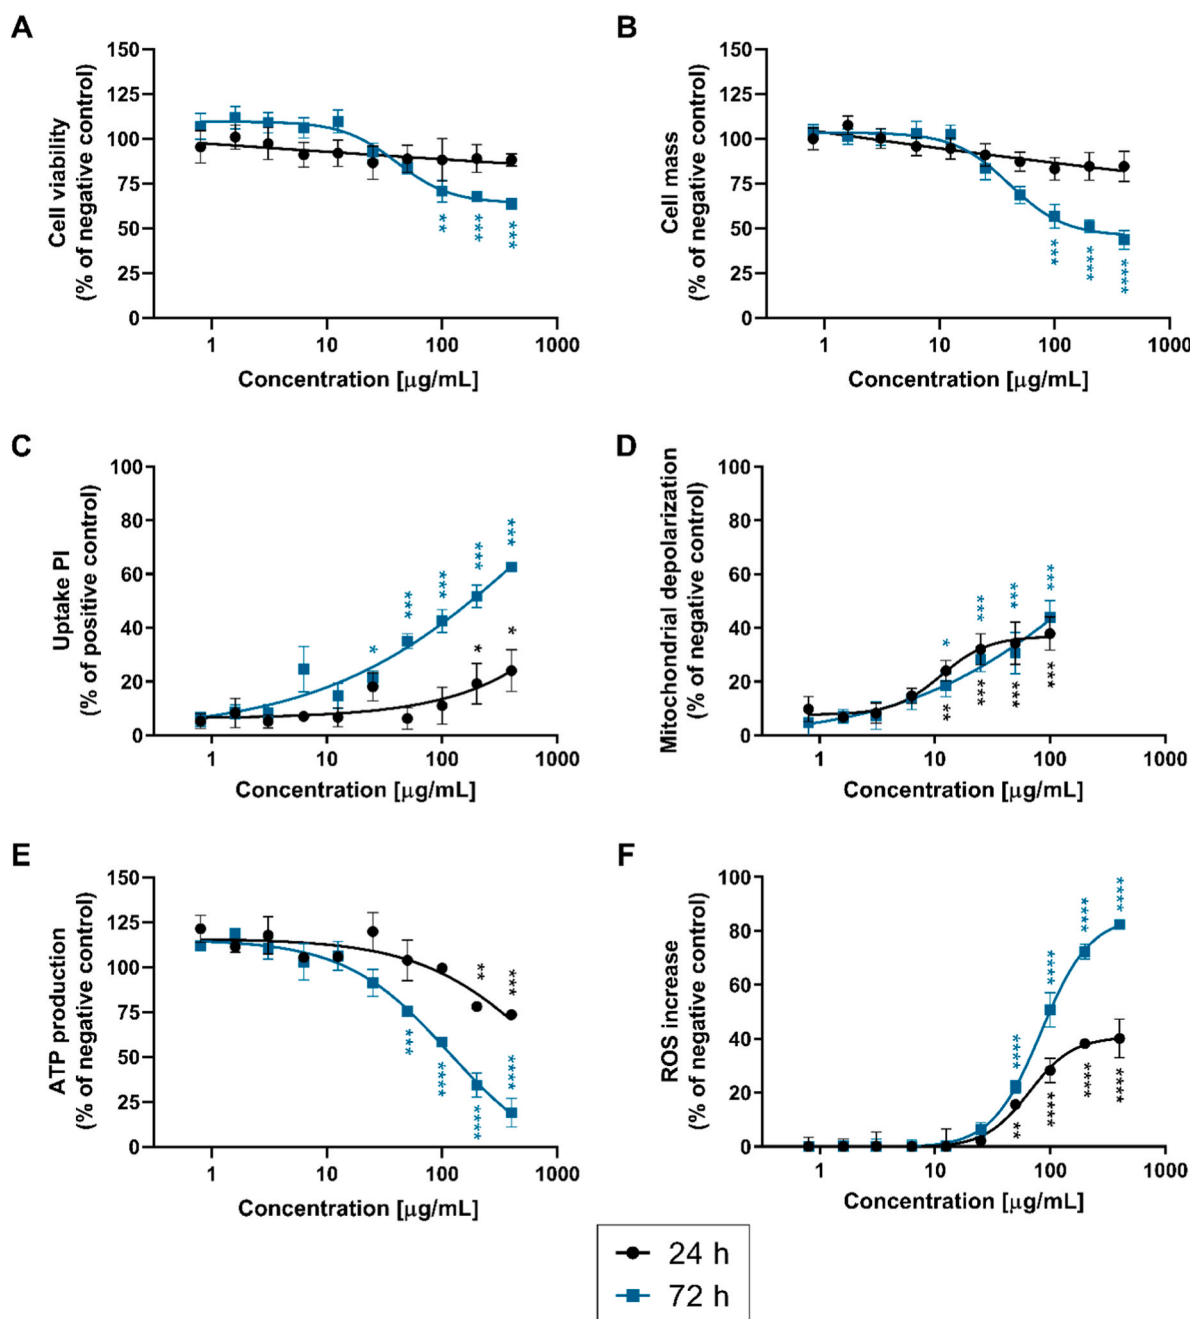 A
Cell viability
(% of negative control)
150
125
100
75
50
25
0
** *** ***
1 10 100 1000
Concentration [μg/mL]
B
Cell mass
(% of negative control)
150
125
100
75
50
25
0
*** **** ****
1 10 100 1000
Concentration [μg/mL]
C
Uptake PI
(% of positive control)
100
80
60
40
20
0
* *** *** *** ***
* *
1 10 100 1000
Concentration [μg/mL]
D
Mitochondrial depolarization
(% of negative control)
100
80
60
40
20
0
* *** *** ***
** *** *** ***
1 10 100 1000
Concentration [μg/mL]
E
ATP production
(% of negative control)
150
125
100
75
50
25
0
** ***
*** **** **** ****
1 10 100 1000
Concentration [μg/mL]
F
ROS increase
(% of negative control)
100
80
60
40
20
0
**** **** **** ****
** **** **** ****
1 10 100 1000
Concentration [μg/mL]
24 h
72 h